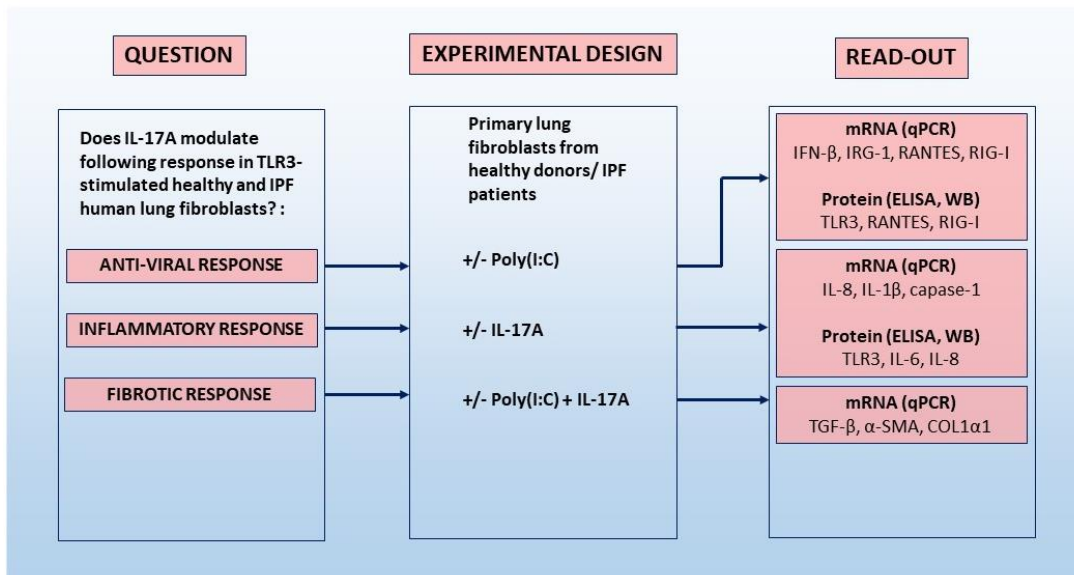 QUESTION
Does IL-17A modulate
following response in TLR3-
stimulated healthy and IPF
human lung fibroblasts? :
ANTI-VIRAL RESPONSE
INFLAMMATORY RESPONSE
FIBROTIC RESPONSE
EXPERIMENTAL DESIGN
Primary lung
fibroblasts from
healthy donors/ IPF
patients
+/- Poly(I:C)
+/- IL-17A
+/- Poly(I:C) + IL-17A
READ-OUT
mRNA (qPCR)
IFN-β, IRG-1, RANTES, RIG-I
Protein (ELISA, WB)
TLR3, RANTES, RIG-I
mRNA (qPCR)
IL-8, IL-1β, capase-1
Protein (ELISA, WB)
TLR3, IL-6, IL-8
mRNA (qPCR)
TGF-β, α-SMA, COL1α1